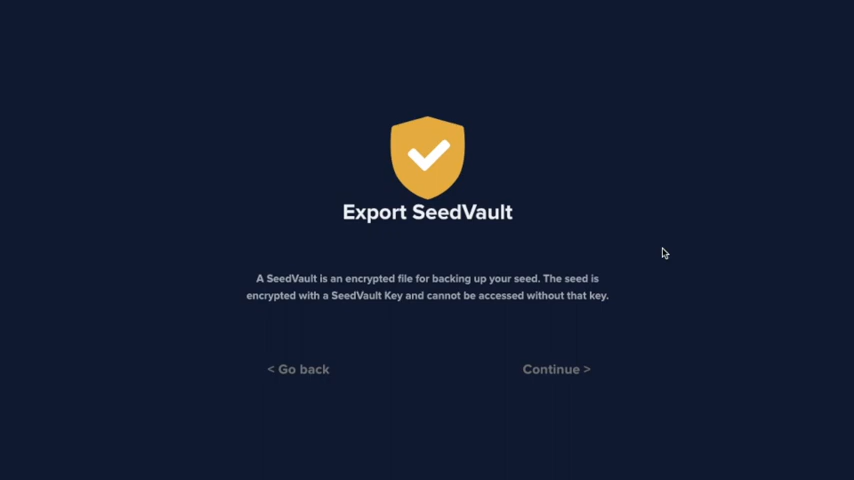 Export SeedVault
A SeedVault is an encrypted file for backing up your seed. The seed is
encrypted with a SeedVault Key and cannot be accessed without that key.
< Go back
Continue >